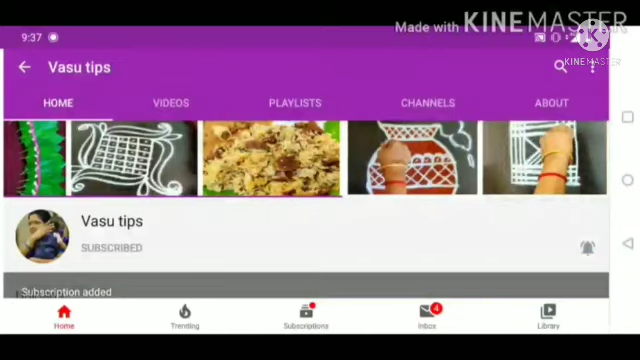 Made with KINEMASTER
KINEMASTER
9:37
Vasu tips
HOME VIDEOS PLAYLISTS CHANNELS ABOUT
Vasu tips
SUBSCRIBED
Subscription added
Home Trending Subscriptions Inbox Library
4